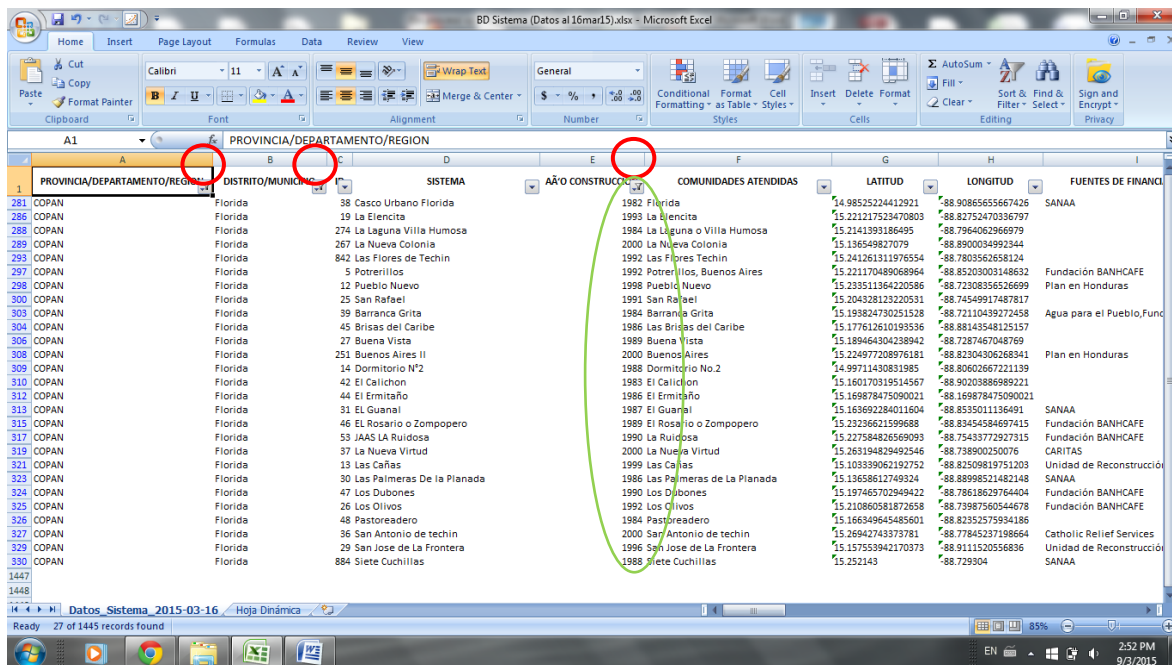 BD Sistema (Datos al 16mar15).xlsx - Microsoft Excel
Home Insert Page Layout Formulas Data Review View
Cut Calibri 11 Wrap Text General Σ AutoSum
Paste Copy Format Painter Merge & Center Conditional Formatting Format as Table Cell Styles Insert Delete Format Fill Clear Sort & Filter Find & Select Sign and Encrypt
Clipboard Font Alignment Number Styles Cells Editing Privacy
A1 fx PROVINCIA/DEPARTAMENTO/REGION
A B C D E F G H I
1 PROVINCIA/DEPARTAMENTO/REGION DISTRITO/MUNICIPIO SISTEMA COMUNIDADES ATENDIDAS LATITUD LONGITUD FUENTES DE FINANCI
281 COPAN Florida 38 Casco Urbano Florida 1982 Florida 14.98525224412921 -88.90865655667426 SANAA
286 COPAN Florida 19 La Elencita 1993 La Elencita 15.221217523470803 -88.82752470336797
288 COPAN Florida 274 La Laguna Villa Humosa 1984 La Laguna o Villa Humosa 15.2141393186495 -88.7964062966979
289 COPAN Florida 267 La Nueva Colonia 2000 La Nueva Colonia 15.136549827079 -88.8900034992344
293 COPAN Florida 842 Las Flores de Techin 1992 Las Flores Techin 15.241261311976554 -88.7803562658124
297 COPAN Florida 5 Potrerillos 1992 Potrerillos, Buenos Aires 15.221170489068964 -88.85203003148632 Fundación BANHCAFE
298 COPAN Florida 12 Pueblo Nuevo 1998 Pueblo Nuevo 15.233511364220586 -88.72308356526699 Plan en Honduras
300 COPAN Florida 25 San Rafael 1991 San Rafael 15.204328123220531 -88.74549917487817
303 COPAN Florida 39 Barranca Grita 1984 Barranca Grita 15.193824730251528 -88.72110439272458 Agua para el Pueblo,Func
304 COPAN Florida 45 Brisas del Caribe 1986 Las Brisas del Caribe 15.177612610193536 -88.88143548125157
306 COPAN Florida 27 Buena Vista 1989 Buena Vista 15.189464304238942 -88.7287467048769
308 COPAN Florida 251 Buenos Aires II 2000 Buenos Aires 15.224977208976181 -88.82304306268341 Plan en Honduras
309 COPAN Florida 14 Dormitorio N°2 1988 Dormitorio No.2 14.99711430831985 -88.80602667221139
310 COPAN Florida 42 El Calichon 1983 El Calichon 15.160170319514567 -88.90203886989221
312 COPAN Florida 44 El Ermitaño 1986 El Ermitaño 15.169878475090021 -88.169878475090021
313 COPAN Florida 31 EL Guanal 1987 El Guanal 15.163692284011604 -88.8535011136491 SANAA
315 COPAN Florida 46 EL Rosario o Zompopero 1989 El Rosario o Zompopero 15.23236621599688 -88.83454584697415 Fundación BANHCAFE
317 COPAN Florida 53 JAAS LA Ruidosa 1990 La Ruidosa 15.227584826569093 -88.75433772927315 Fundación BANHCAFE
319 COPAN Florida 37 La Nueva Virtud 2000 La Nueva Virtud 15.263194829492546 -88.738900250076 CARITAS
321 COPAN Florida 13 Las Cañas 1999 Las Cañas 15.103339062192752 -88.82509819751203 Unidad de Reconstrucció
323 COPAN Florida 30 Las Palmeras De la Planada 1986 Las Palmeras de La Planada 15.13658612749324 -88.88998521482148 SANAA
324 COPAN Florida 47 Los Dubones 1990 Los Dubones 15.197465702949422 -88.78618629764404 Fundación BANHCAFE
325 COPAN Florida 26 Los Olivos 1992 Los Olivos 15.210860581872658 -88.73987560544678 Fundación BANHCAFE
326 COPAN Florida 48 Pastoreadero 1984 Pastoreadero 15.166349645485601 -88.82352575934186
328 COPAN Florida 36 San Antonio de techin 2000 San Antonio de techin 15.26942743373781 -88.77845237198664 Catholic Relief Services
329 COPAN Florida 29 San Jose de La Frontera 1996 San Jose de La Frontera 15.157553942170373 -88.9111520556836 Unidad de Reconstrucció
330 COPAN Florida 884 Siete Cuchillas 1988 Siete Cuchillas 15.252143 -88.729304 SANAA
1447
1448
Datos_Sistema_2015-03-16 Hoja Dinámica
Ready 27 of 1445 records found 85%
EN 2:52 PM
9/3/2015